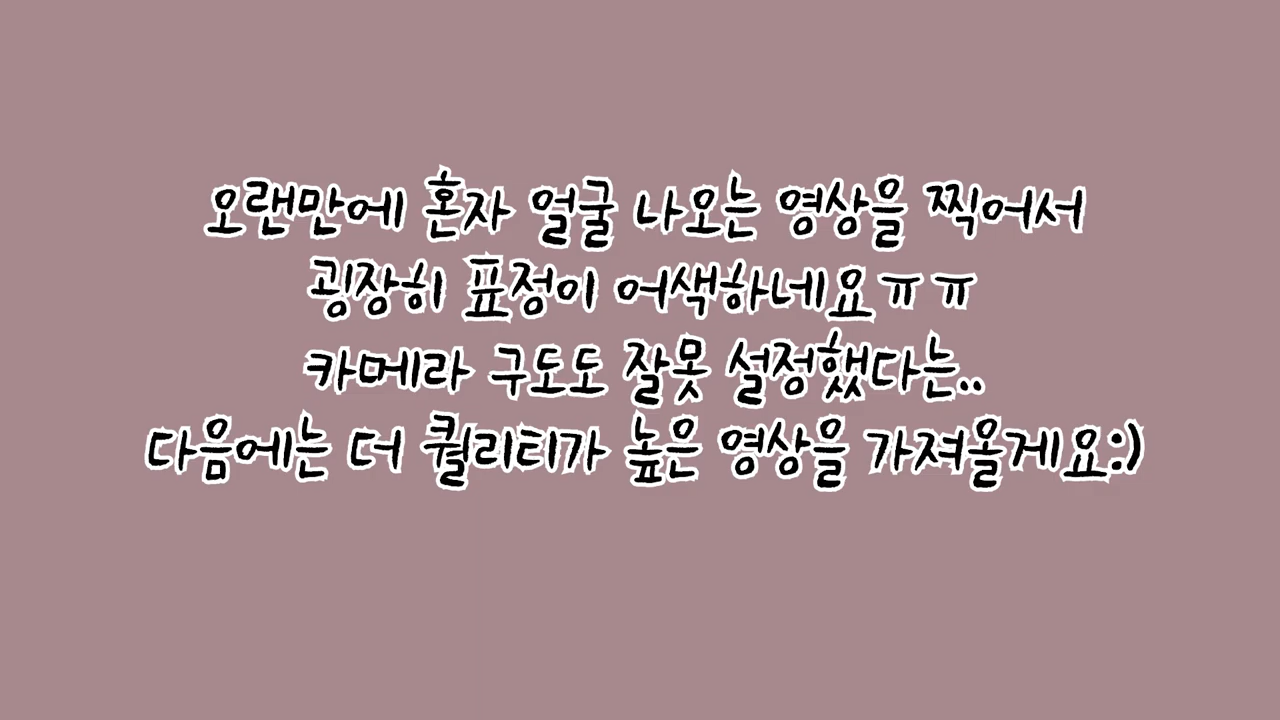 오랜만에 혼자 얼굴 나오는 영상을 찍어서
굉장히 표정이 어색하네요ㅠㅠ
카메라 구도도 잘못 설정했다는..
다음에는 더 퀄리티가 높은 영상을 가져올게요:)